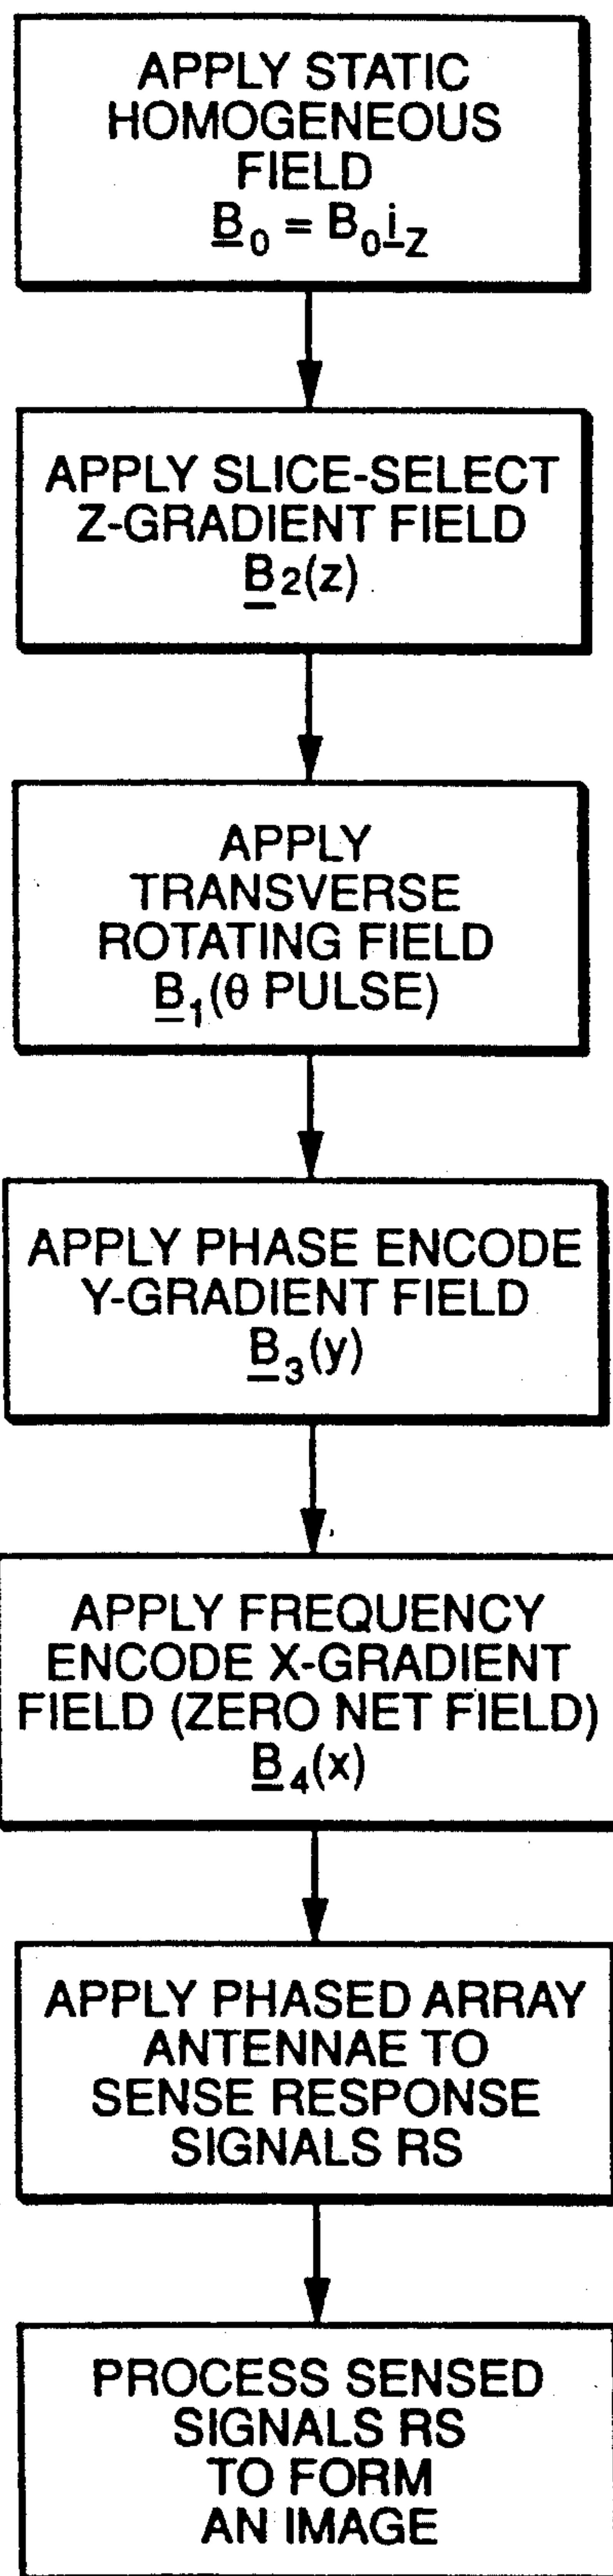 APPLY STATIC
HOMOGENEOUS
FIELD
B₀ = B₀i_Z
APPLY SLICE-SELECT
Z-GRADIENT FIELD
B2(z)
APPLY
TRANSVERSE
ROTATING FIELD
B₁(θ PULSE)
APPLY PHASE ENCODE
Y-GRADIENT FIELD
B₃(y)
APPLY FREQUENCY
ENCODE X-GRADIENT
FIELD (ZERO NET FIELD)
B₄(x)
APPLY PHASED ARRAY
ANTENNAE TO
SENSE RESPONSE
SIGNALS RS
PROCESS SENSED
SIGNALS RS
TO FORM
AN IMAGE